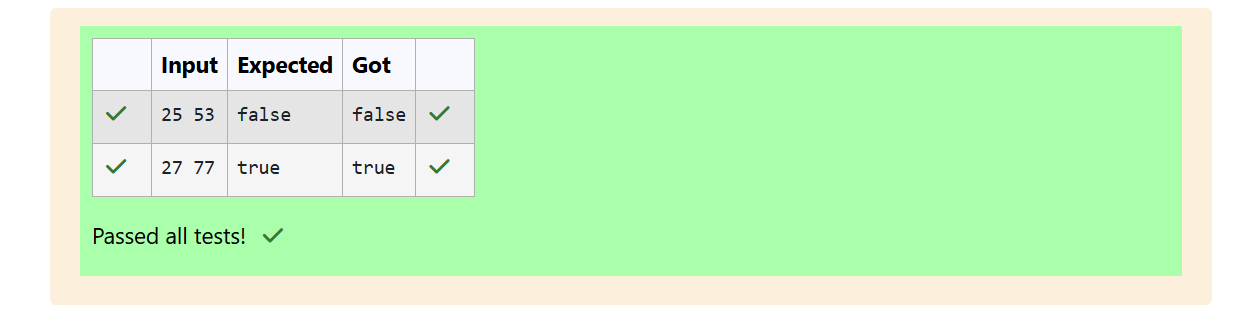 Input Expected Got
25 53 false false
27 77 true true
Passed all tests!